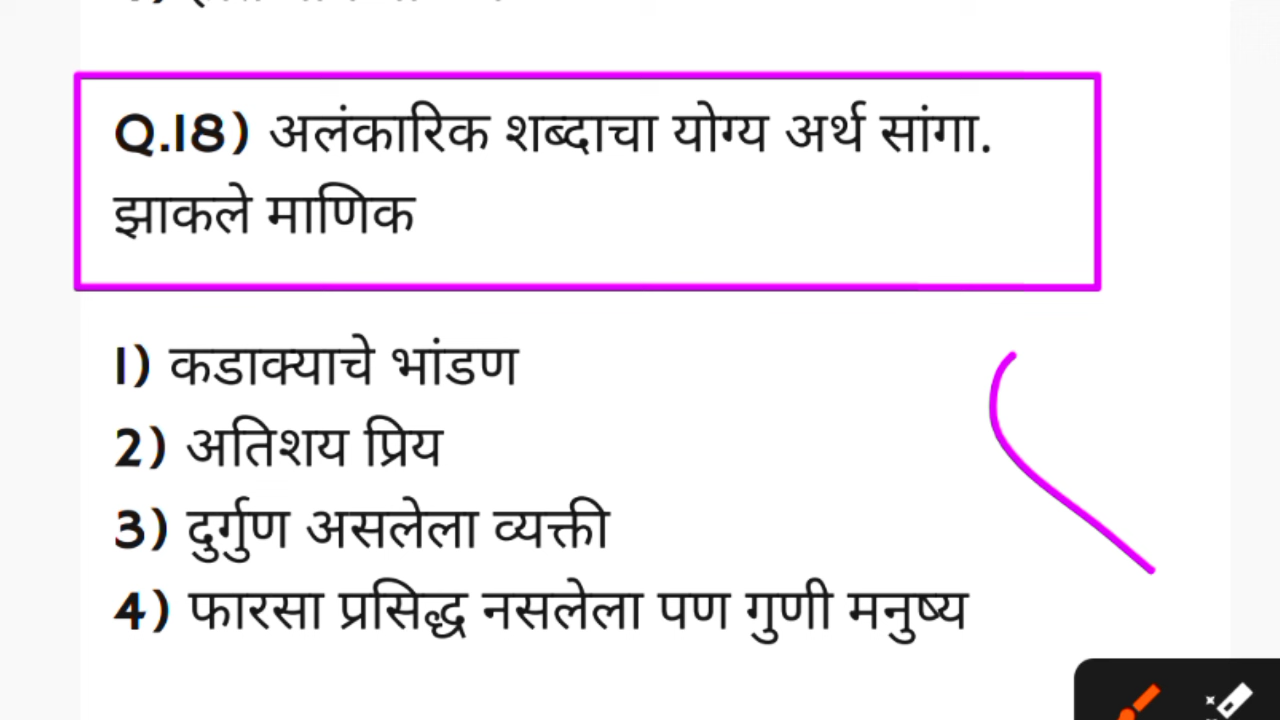 Q.18) अलंकारिक शब्दाचा योग्य अर्थ सांगा.
झाकले माणिक
1) कडाक्याचे भांडण
2) अतिशय प्रिय
3) दुर्गुण असलेला व्यक्ती
4) फारसा प्रसिद्ध नसलेला पण गुणी मनुष्य